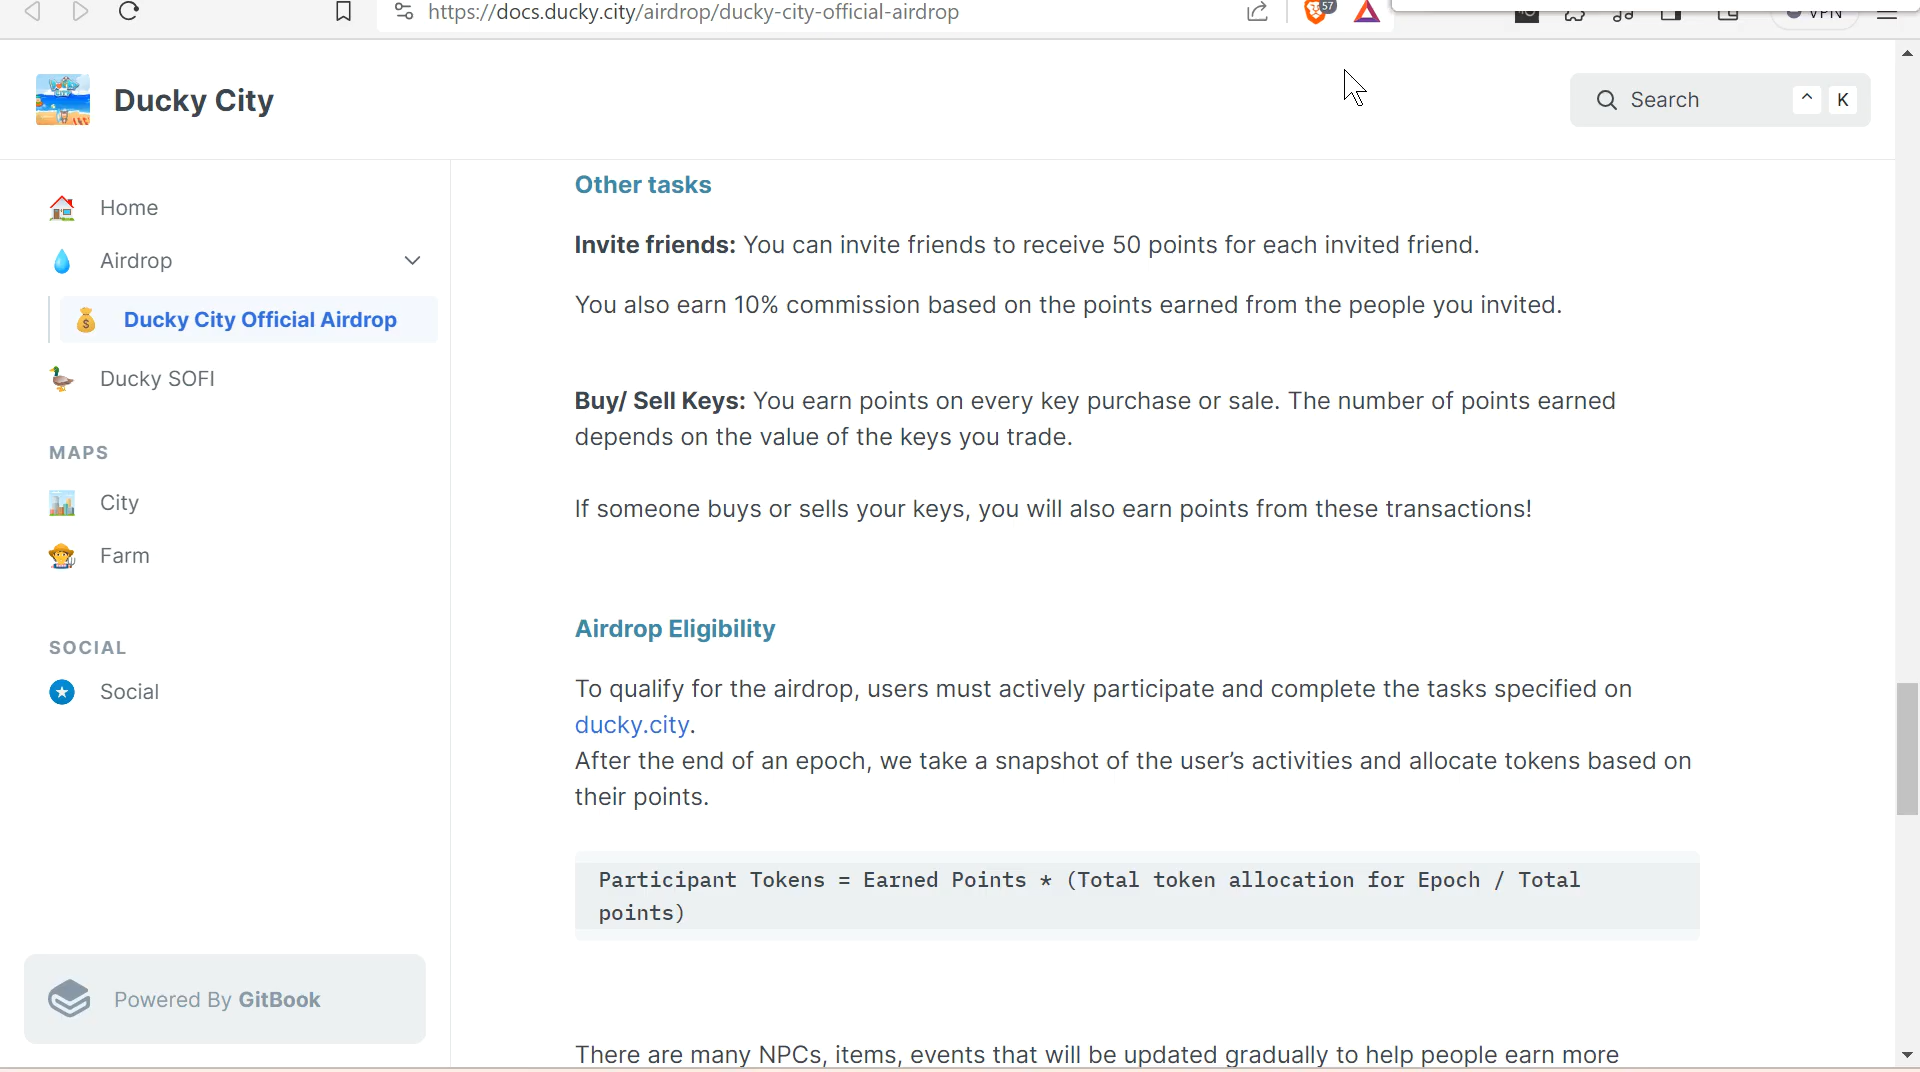 https://docs.ducky.city/airdrop/ducky-city-official-airdrop
57
VPN
Ducky City
Search
^ K
Home
Airdrop
Ducky City Official Airdrop
Ducky SOFI
MAPS
City
Farm
SOCIAL
Social
Powered By GitBook
Other tasks
Invite friends: You can invite friends to receive 50 points for each invited friend.
You also earn 10% commission based on the points earned from the people you invited.
Buy/ Sell Keys: You earn points on every key purchase or sale. The number of points earned
depends on the value of the keys you trade.
If someone buys or sells your keys, you will also earn points from these transactions!
Airdrop Eligibility
To qualify for the airdrop, users must actively participate and complete the tasks specified on
ducky.city.
After the end of an epoch, we take a snapshot of the user’s activities and allocate tokens based on
their points.
Participant Tokens = Earned Points * (Total token allocation for Epoch / Total
points)
There are many NPCs, items, events that will be updated gradually to help people earn more